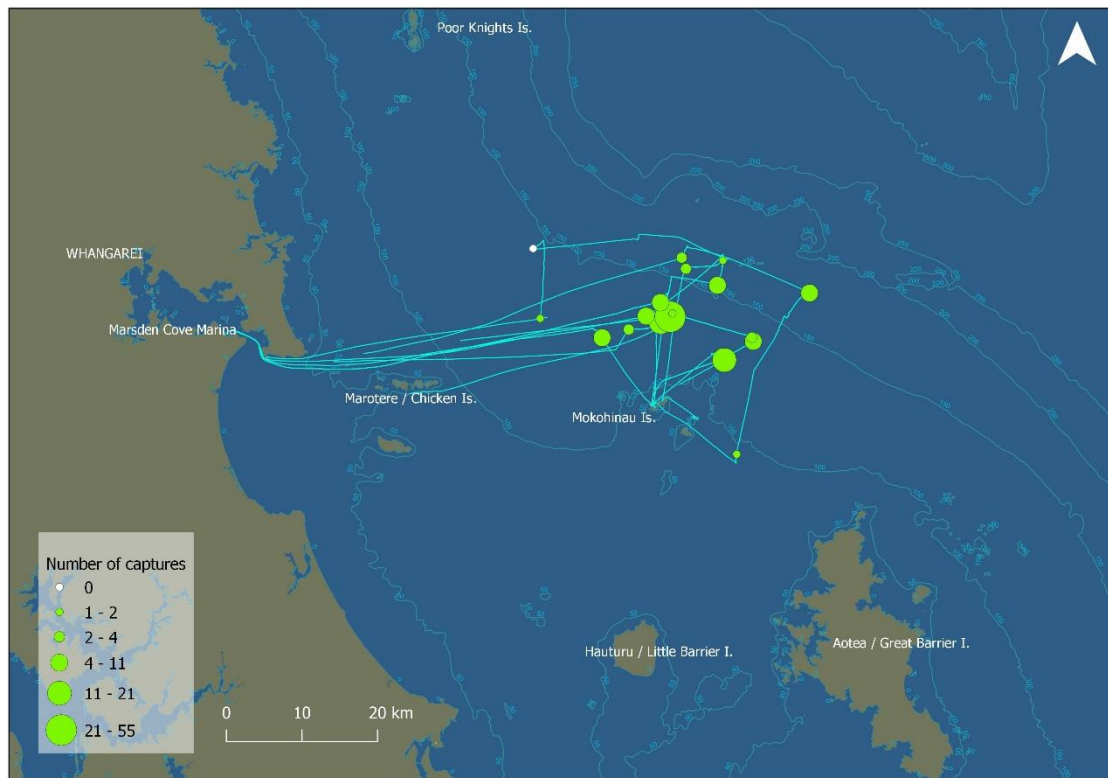 Poor Knights Is.
WHANGAREI
Marsden Cove Marina
Marotere / Chicken Is.
Mokohinau Is.
Hauturu / Little Barrier I.
Aotea / Great Barrier I.
Number of captures
0
1 - 2
2 - 4
4 - 11
11 - 21
21 - 55
0 10 20 km